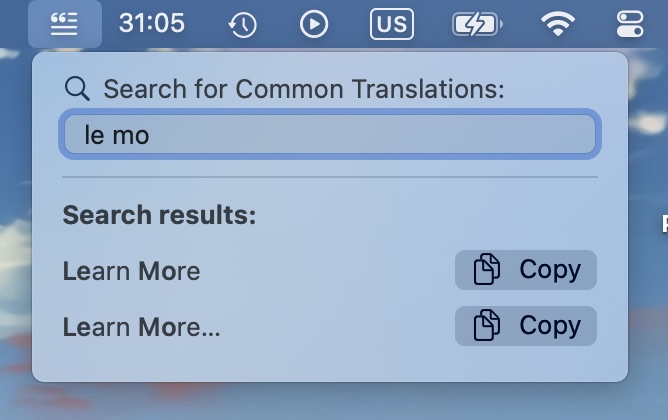 31:05 US
Search for Common Translations:
le mo
Search results:
Learn More Copy
Learn More... Copy